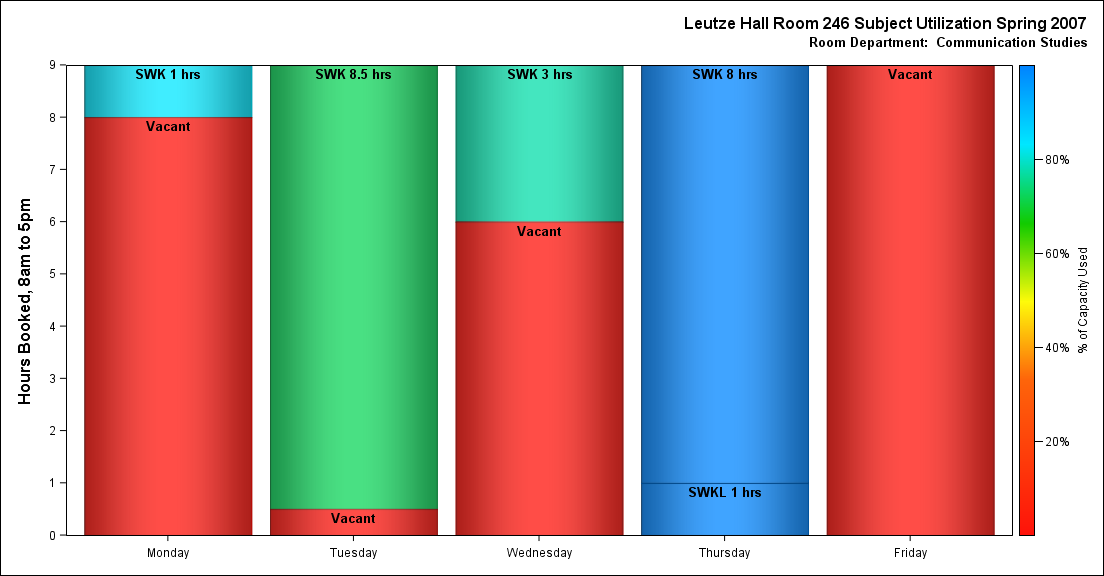 Leutze Hall Room 246 Subject Utilization Spring 2007
Room Department:  Communication Studies
Hours Booked, 8am to 5pm
9
8
7
6
5
4
3
2
1
0
SWK 1 hrs
Vacant
SWK 8.5 hrs
Vacant
SWK 3 hrs
Vacant
SWK 8 hrs
SWKL 1 hrs
Vacant
Monday
Tuesday
Wednesday
Thursday
Friday
80%
60%
40%
20%
% of Capacity Used